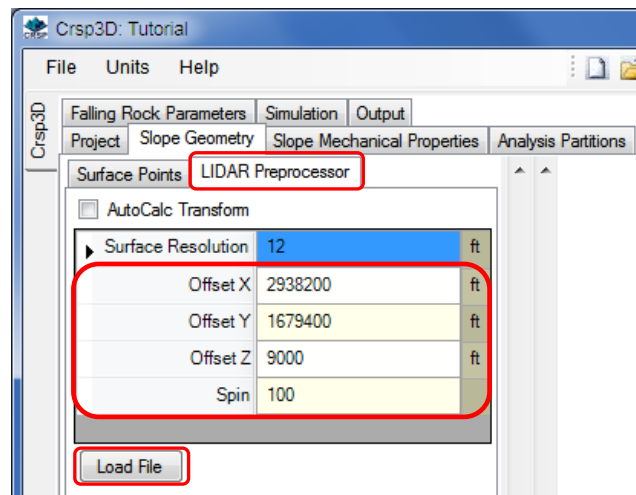 CRSP Crsp3D: Tutorial
File Units Help
Crsp3D
Falling Rock Parameters Simulation Output
Project Slope Geometry Slope Mechanical Properties Analysis Partitions
Surface Points LIDAR Preprocessor
AutoCalc Transform
Surface Resolution 12 ft
Offset X 2938200 ft
Offset Y 1679400 ft
Offset Z 9000 ft
Spin 100
Load File